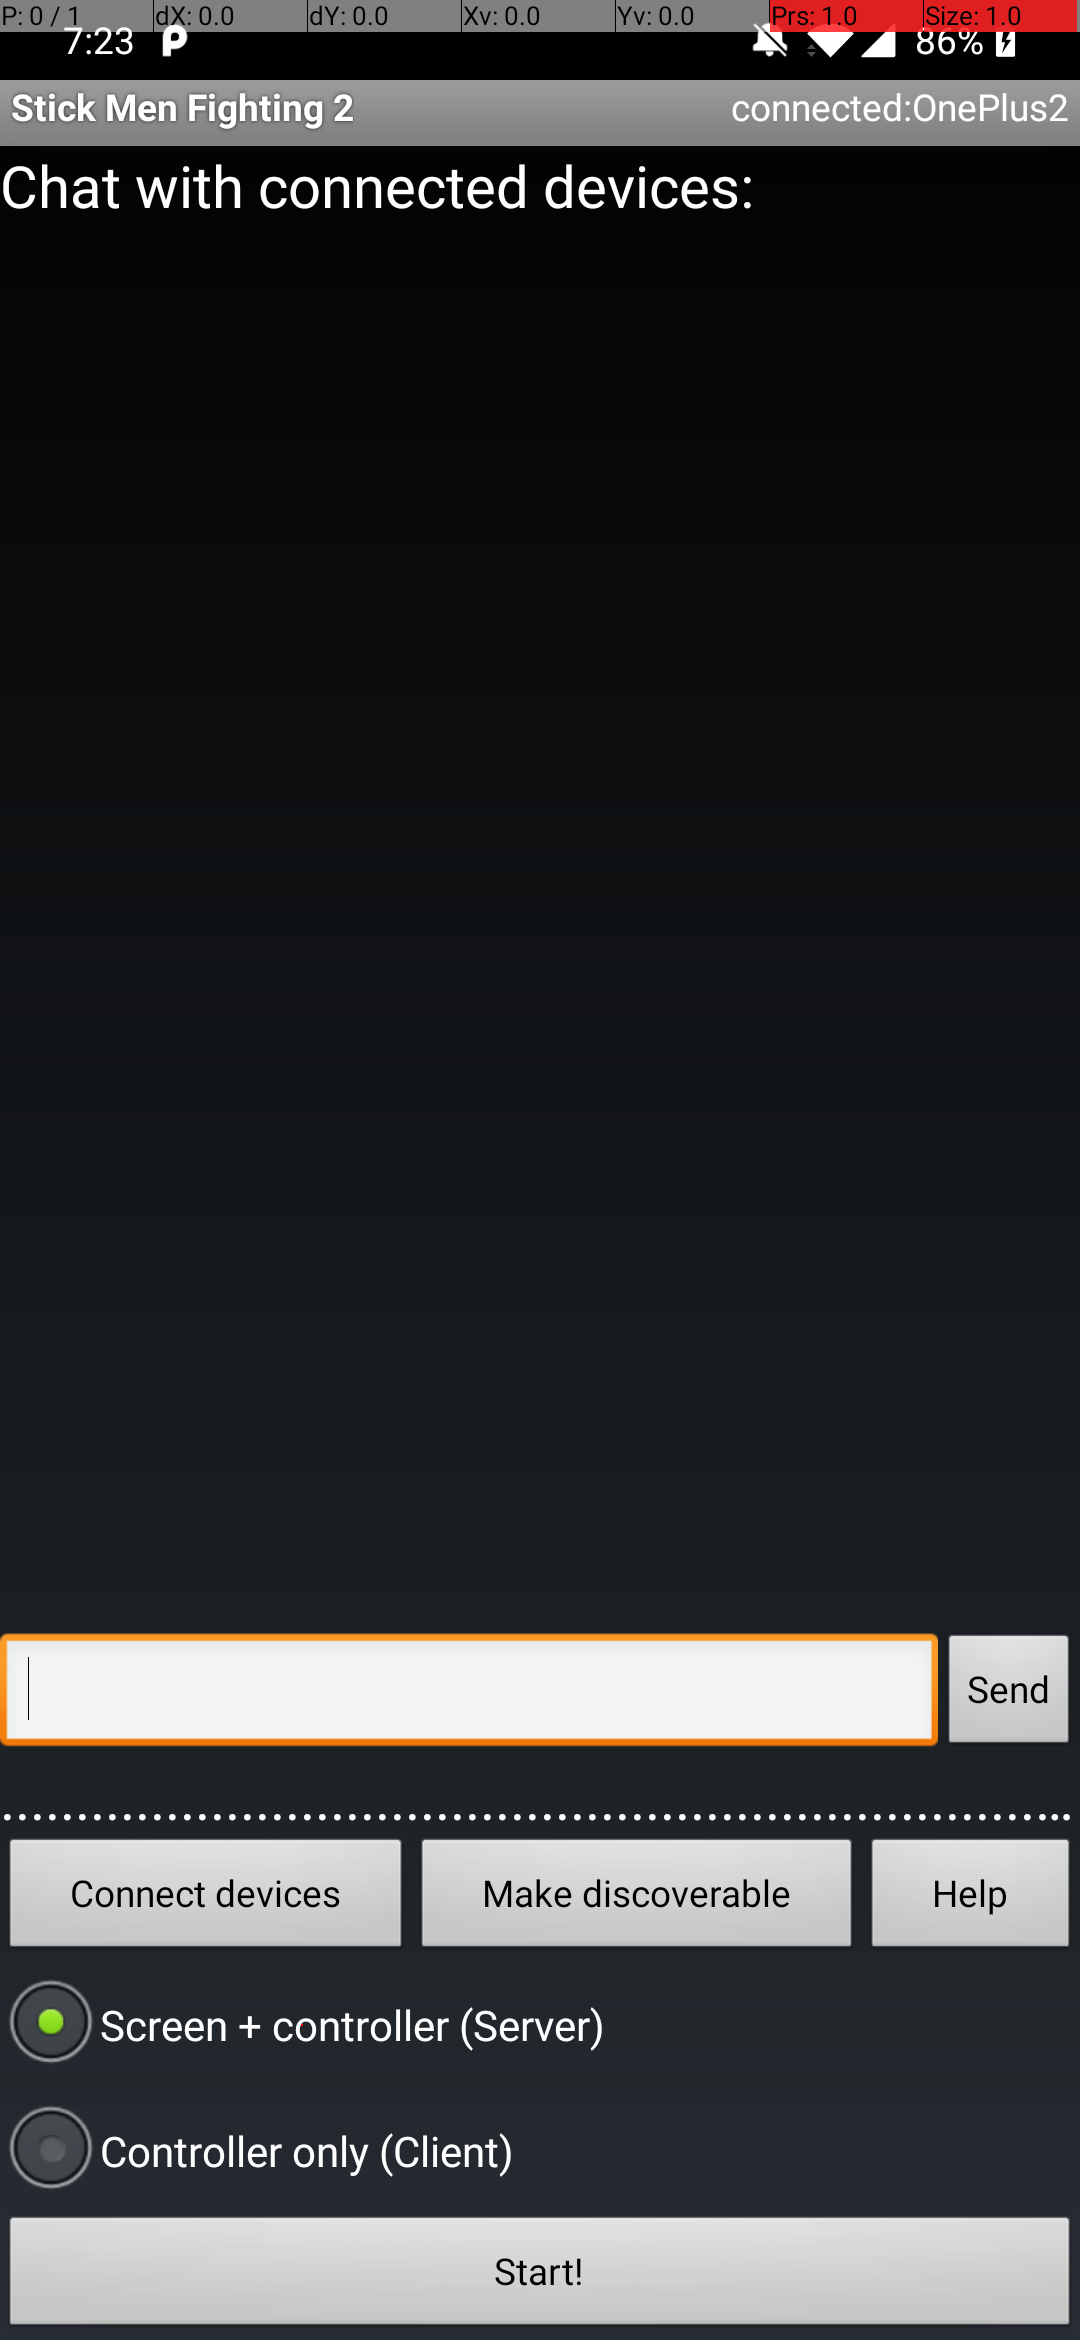 P: 0 / 1 dX: 0.0 dY: 0.0 Xv: 0.0 Yv: 0.0 Prs: 1.0 Size: 1.0
7:23 86%
Stick Men Fighting 2 connected:OnePlus2
Chat with connected devices:
Send
Connect devices Make discoverable Help
Screen + controller (Server)
Controller only (Client)
Start!